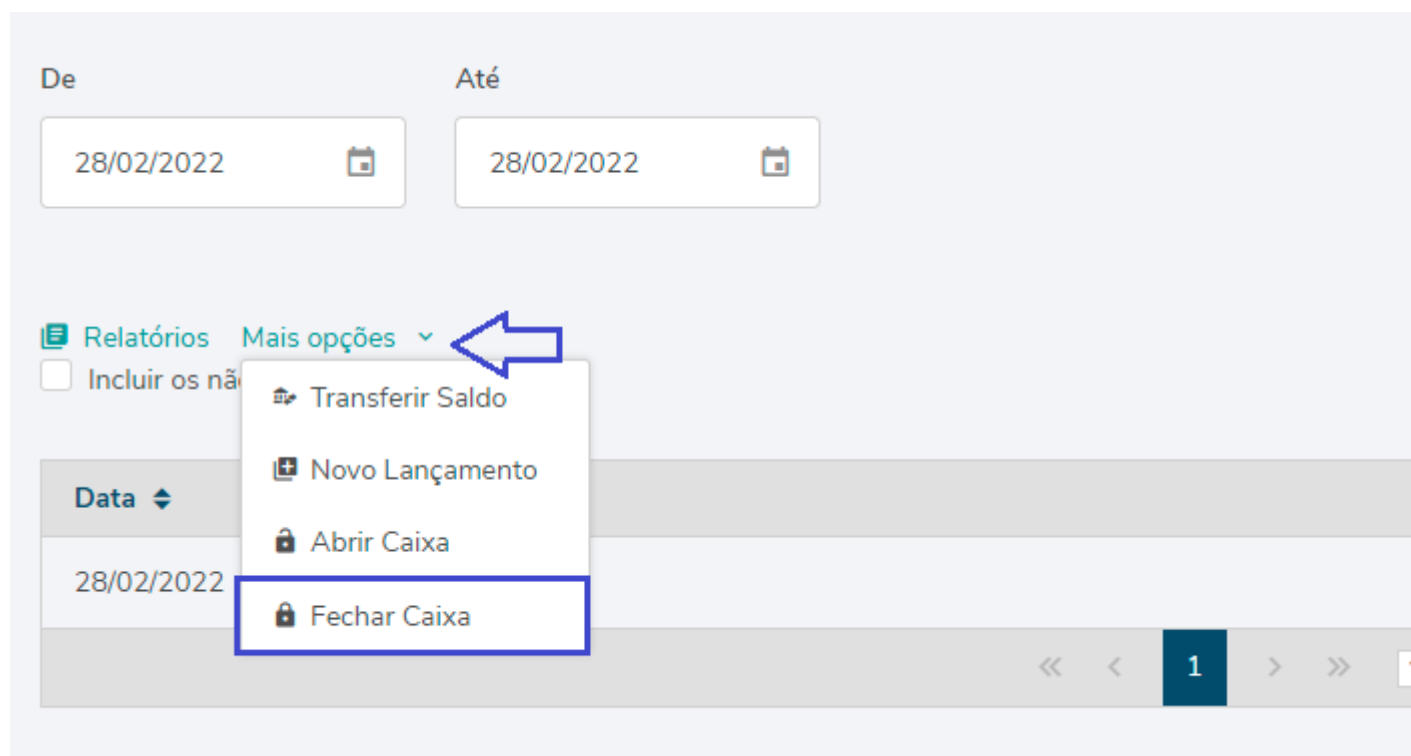 De Até
28/02/2022 28/02/2022
Relatórios Mais opções
Incluir os
Transferir Saldo
Novo Lançamento
Data
Abrir Caixa
28/02/2022
Fechar Caixa
1